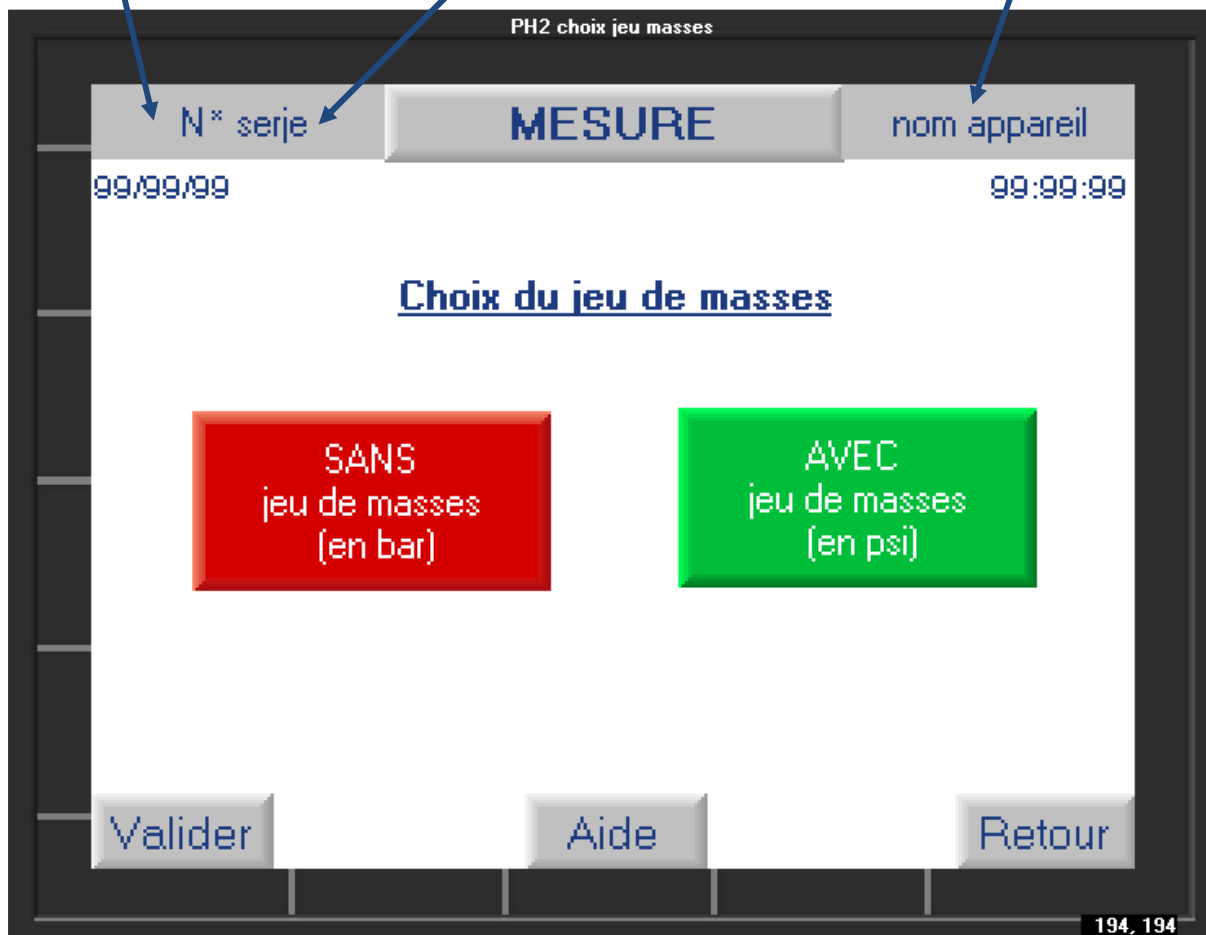 PH2 choix jeu masses
N* serje MESURE nom appareil
99/99/99 99:99:99
Choix du jeu de masses
SANS
jeu de masses
(en bar)
AVEC
jeu de masses
(en psi)
Valider Aide Retour
194, 194